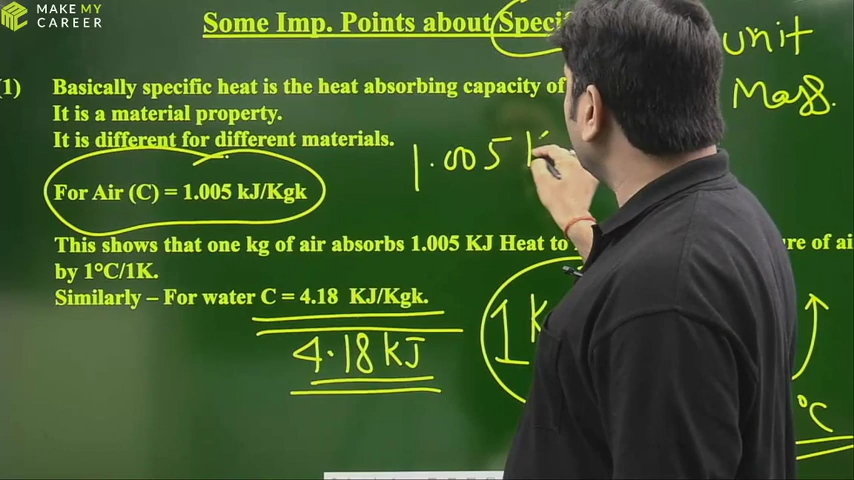 MAKE MY
CAREER
Some Imp. Points about
unit
Mass.
1) Basically specific heat is the heat absorbing capacity of
It is a material property.
It is different for different materials.
1.005 k
For Air (C) = 1.005 kJ/Kgk
This shows that one kg of air absorbs 1.005 KJ Heat to of ai
by 1°C/1K.
Similarly – For water C = 4.18 KJ/Kgk.
4.18 kJ
1 K
°C